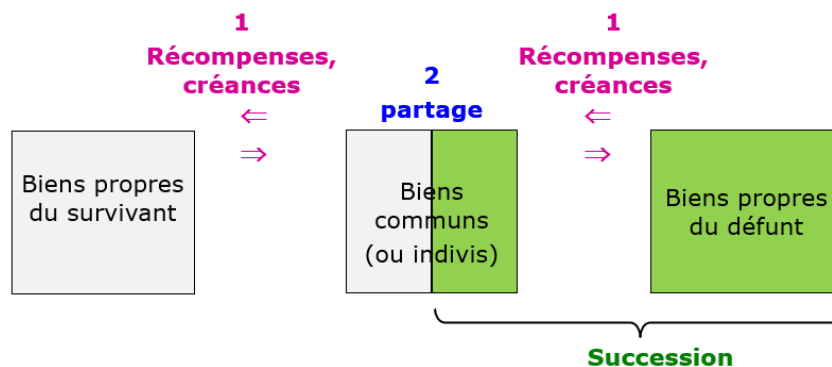 1
Récompenses,
créances
⇐
⇒
2
partage
1
Récompenses,
créances
⇐
⇒
Biens propres
du survivant
Biens
communs
(ou indivis)
Biens propres
du défunt
Succession